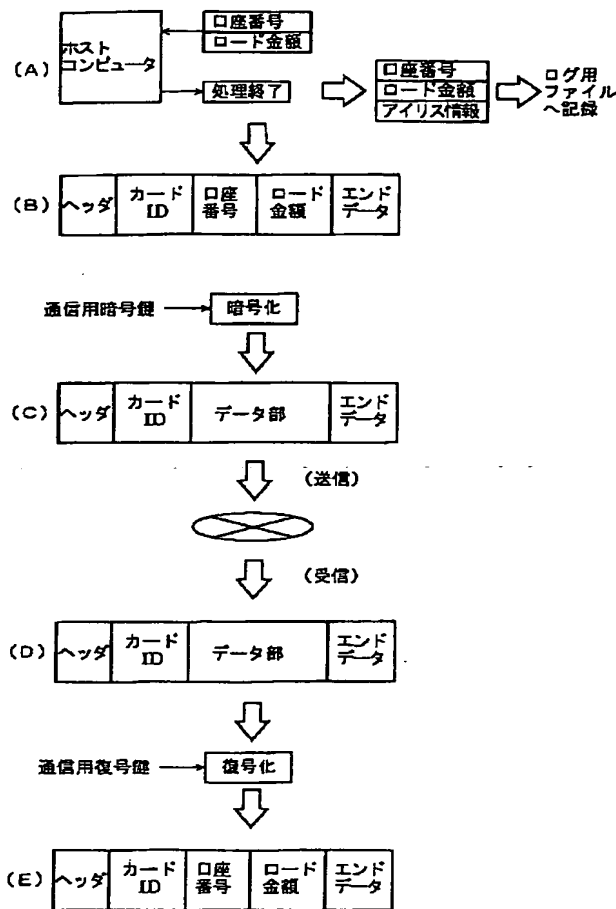 (A)
ホスト
コンピュータ
口座番号
ロード金額
処理終了
口座番号
ロード金額
アイリス情報
ログ用
ファイル
へ記録
(B)
ヘッダ
カード
ID
口座
番号
ロード
金額
エンド
データ
通信用暗号鍵
暗号化
(C)
ヘッダ
カード
ID
データ部
エンド
データ
(送信)
(受信)
(D)
ヘッダ
カード
ID
データ部
エンド
データ
通信用復号鍵
復号化
(E)
ヘッダ
カード
ID
口座
番号
ロード
金額
エンド
データ